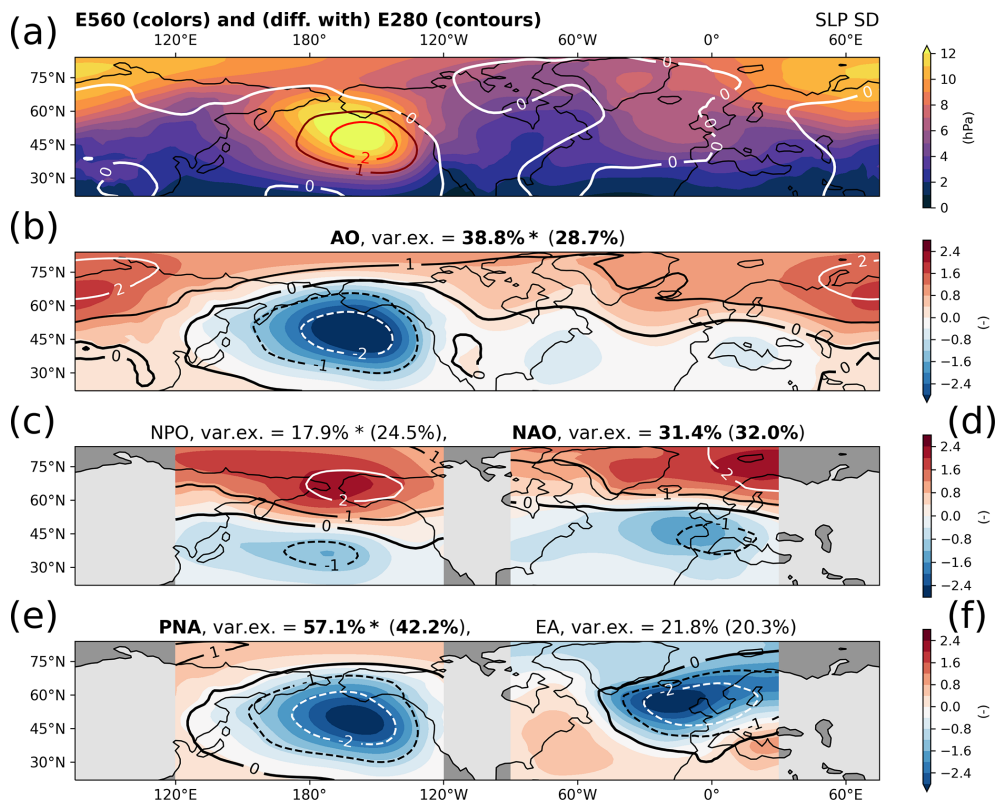 (a)
E560 (colors) and (diff. with) E280 (contours) SLP SD
120°E 180° 120°W 60°W 0° 60°E
75°N
60°N
45°N
30°N
0 0 0 0 0 0 0 0
2
1
12
10
8
6
4
2
0
(hPa)
(b)
AO, var.ex. = 38.8% * (28.7%)
75°N
60°N
45°N
30°N
2 1 0 2 0 0 0
-1 -2
2.4
1.6
0.8
0.0
−0.8
−1.6
−2.4
(-)
(c) (d)
NPO, var.ex. = 17.9% * (24.5%), NAO, var.ex. = 31.4% (32.0%)
75°N
60°N
45°N
30°N
1 2 1 0 -1
2 1 0 -1
2.4
1.6
0.8
0.0
−0.8
−1.6
−2.4
(-)
(e) (f)
PNA, var.ex. = 57.1% * (42.2%), EA, var.ex. = 21.8% (20.3%)
75°N
60°N
45°N
30°N
1 -2 0
0 -2 -1
2.4
1.6
0.8
0.0
−0.8
−1.6
−2.4
(-)
120°E 180° 120°W 60°W 0° 60°E